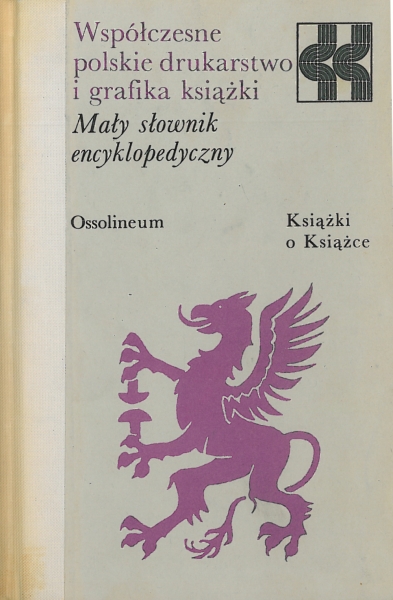 Współczesne
polskie drukarstwo
i grafika książki
Mały słownik
encyklopedyczny
Ossolineum
Książki
o Książce